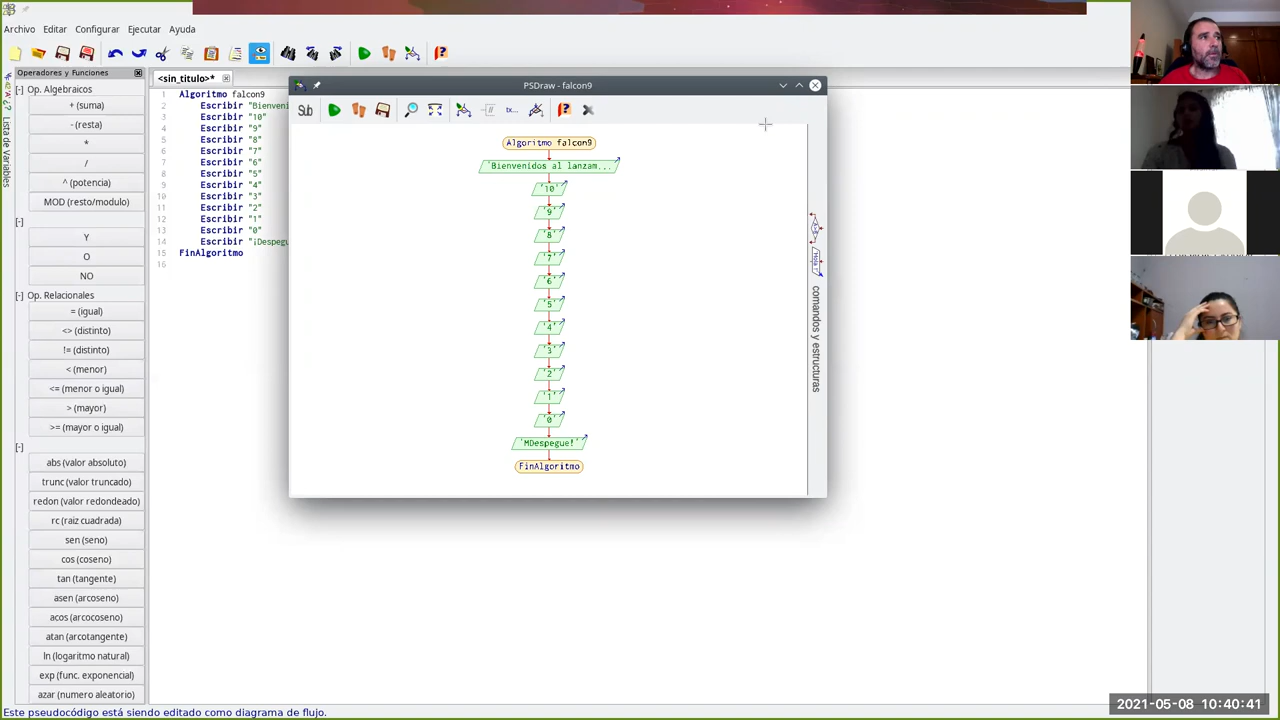 Archivo Editar Configurar Ejecutar Ayuda
Operadores y Funciones
[-] Op. Algebraicos
+ (suma)
- (resta)
*
/
^ (potencia)
MOD (resto/modulo)
[-]
Y
O
NO
[-] Op. Relacionales
= (igual)
<> (distinto)
!= (distinto)
< (menor)
<= (menor o igual)
> (mayor)
>= (mayor o igual)
[-]
abs (valor absoluto)
trunc (valor truncado)
redon (valor redondeado)
rc (raiz cuadrada)
sen (seno)
cos (coseno)
tan (tangente)
asen (arcoseno)
acos (arcocoseno)
atan (arcotangente)
ln (logaritmo natural)
exp (func. exponencial)
azar (numero aleatorio)
Lista de Variables
<sin_titulo>*
1 Algoritmo falcon9
2 Escribir "Bienveni
3 Escribir "10"
4 Escribir "9"
5 Escribir "8"
6 Escribir "7"
7 Escribir "6"
8 Escribir "5"
9 Escribir "4"
10 Escribir "3"
11 Escribir "2"
12 Escribir "1"
13 Escribir "0"
14 Escribir "¡Despegu
15 FinAlgoritmo
16
PSDraw - falcon9
Sub
Algoritmo falcon9
'Bienvenidos al lanzam...
'10'
'9'
'8'
'7'
'6'
'5'
'4'
'3'
'2'
'1'
'0'
'MDespegue!'
FinAlgoritmo
comandos y estructuras
Este pseudocódigo está siendo editado como diagrama de flujo.
2021-05-08 10:40:41